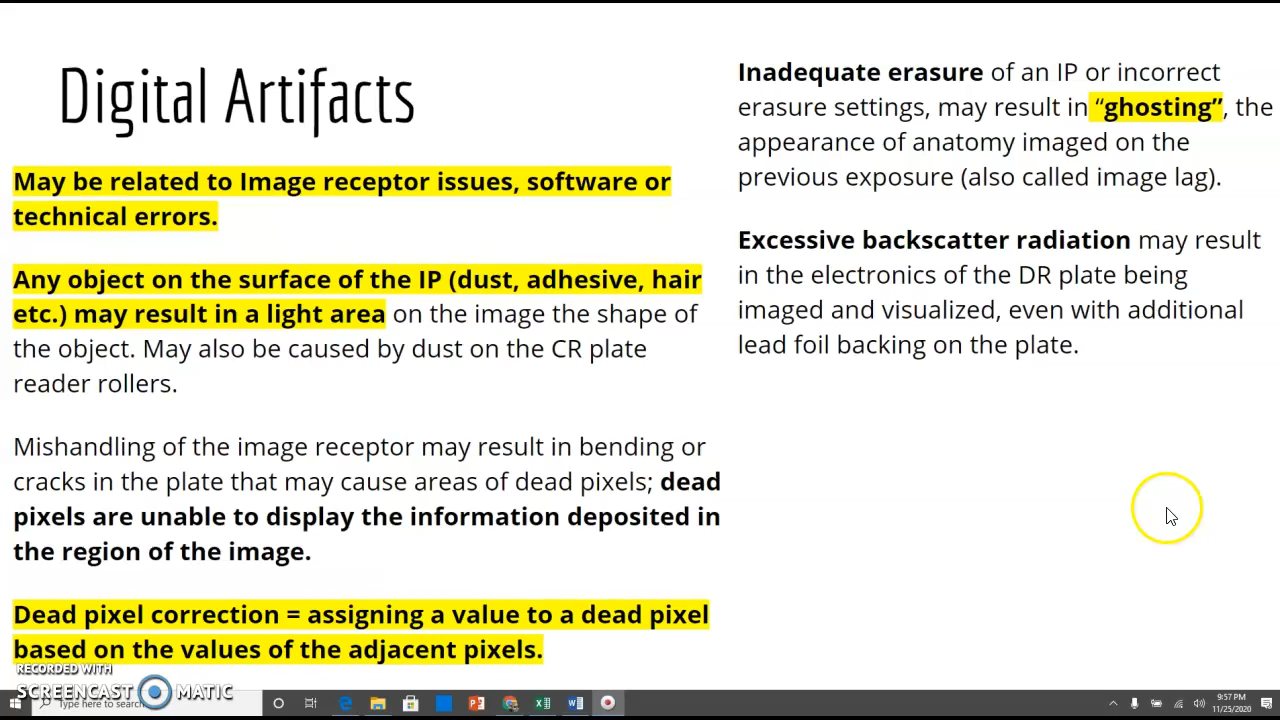 Digital Artifacts
May be related to Image receptor issues, software or
technical errors.
Any object on the surface of the IP (dust, adhesive, hair
etc.) may result in a light area on the image the shape of
the object. May also be caused by dust on the CR plate
reader rollers.
Mishandling of the image receptor may result in bending or
cracks in the plate that may cause areas of dead pixels; dead
pixels are unable to display the information deposited in
the region of the image.
Dead pixel correction = assigning a value to a dead pixel
based on the values of the adjacent pixels.
Inadequate erasure of an IP or incorrect
erasure settings, may result in “ghosting”, the
appearance of anatomy imaged on the
previous exposure (also called image lag).
Excessive backscatter radiation may result
in the electronics of the DR plate being
imaged and visualized, even with additional
lead foil backing on the plate.
RECORDED WITH
SCREENCAST MATIC
Type here to search
9:57 PM
11/25/2020